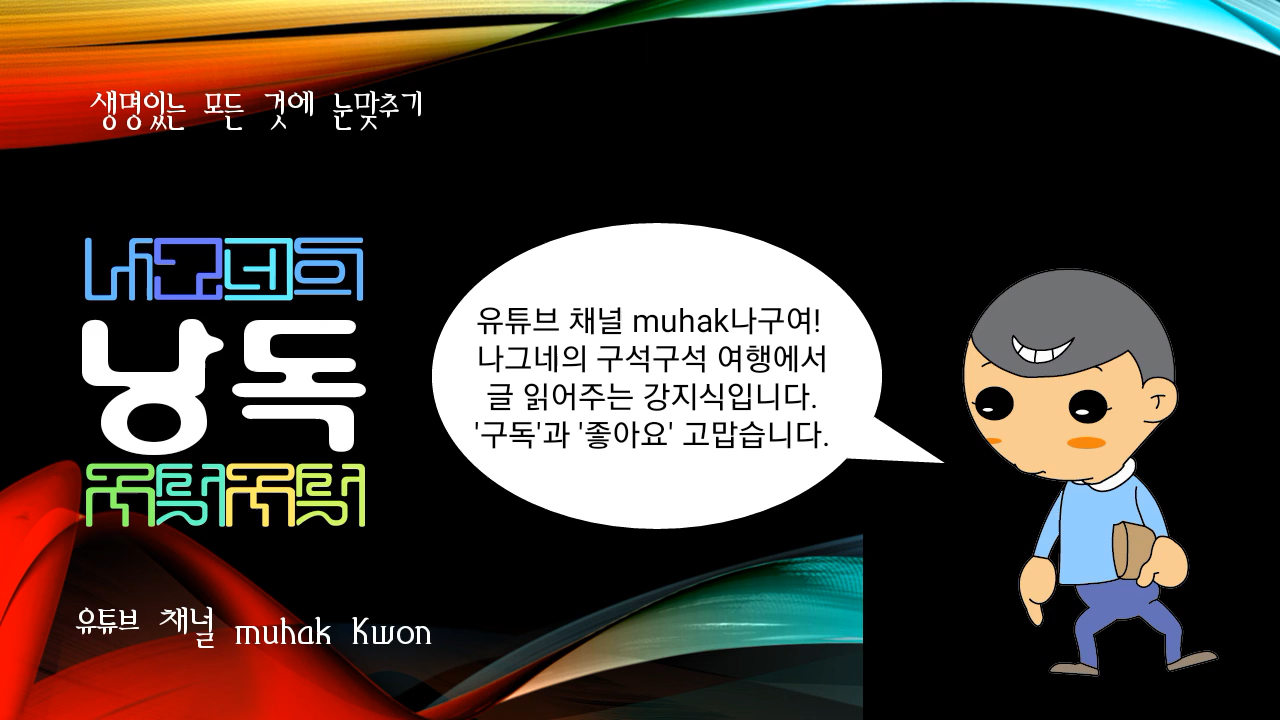 생명있는 모든 것에 눈맞추기
나그네의
낭독
구석구석
유튜브 채널 muhak나구여!
나그네의 구석구석 여행에서
글 읽어주는 강지식입니다.
'구독'과 '좋아요' 고맙습니다.
유튜브 채널 muhak Kwon